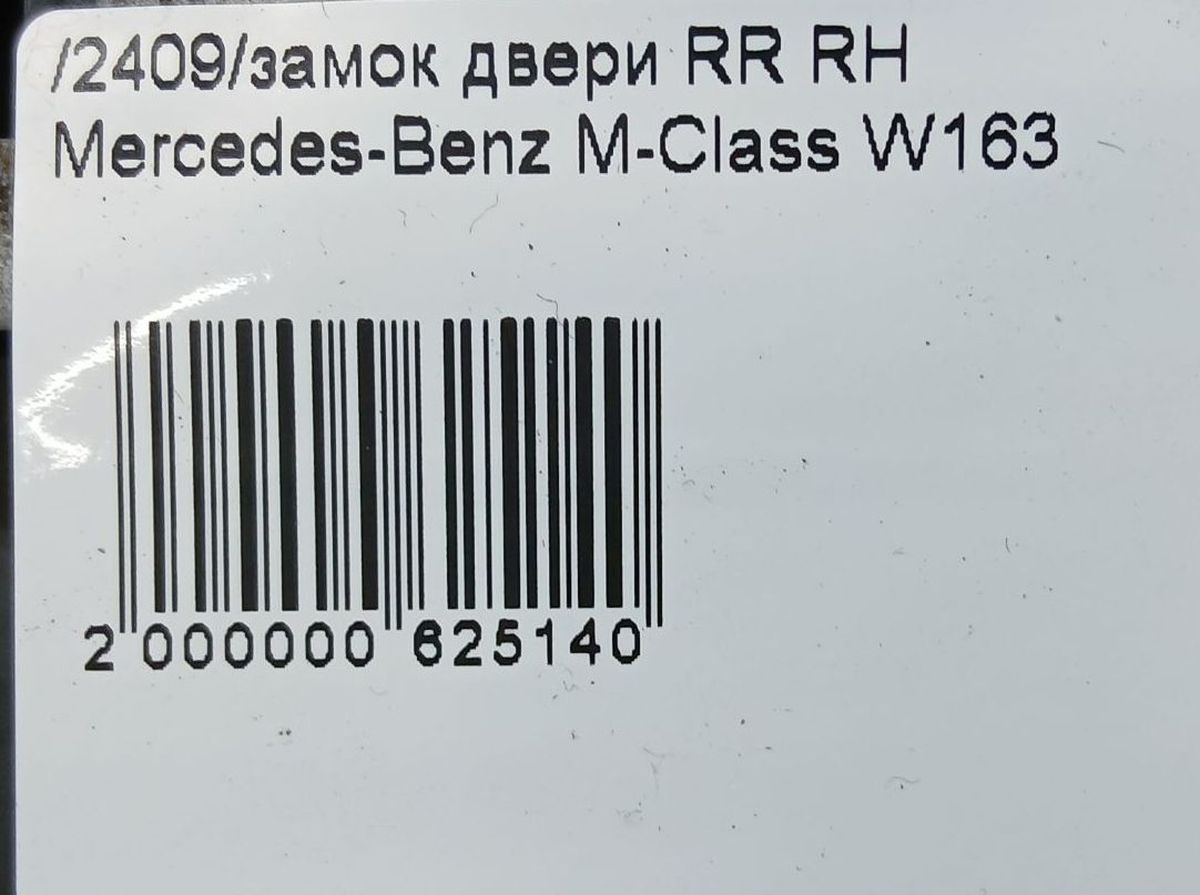 /2409/замок двери RR RH
Mercedes-Benz M-Class W163
2 000000 625140